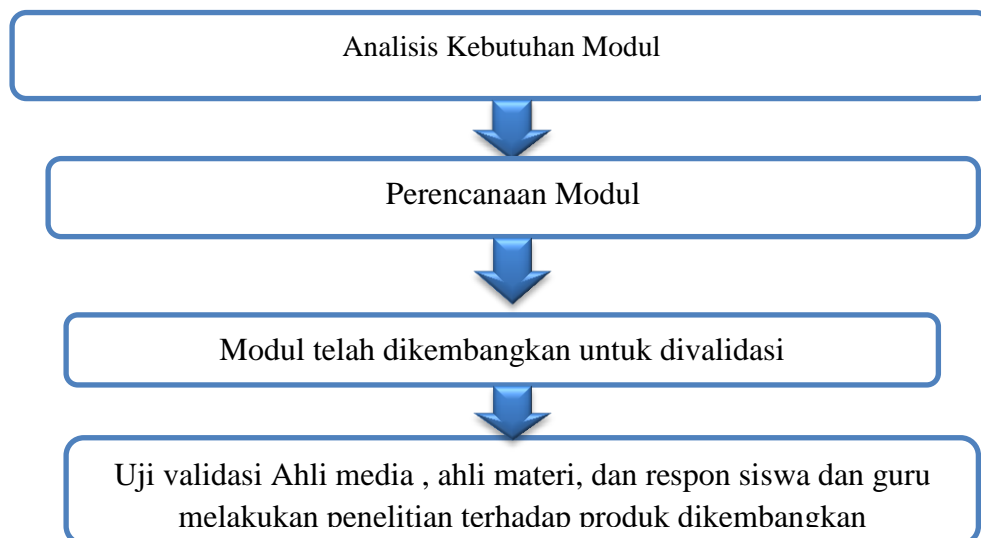 Analisis Kebutuhan Modul
Perencanaan Modul
Modul telah dikembangkan untuk divalidasi
Uji validasi Ahli media , ahli materi, dan respon siswa dan guru
melakukan penelitian terhadap produk dikembangkan